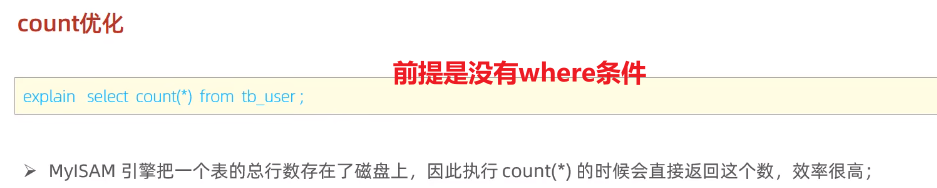 count优化
前提是没有where条件
explain select count(*) from tb_user ;
➢ MyISAM 引擎把一个表的总行数存在了磁盘上，因此执行 count(*) 的时候会直接返回这个数，效率很高；